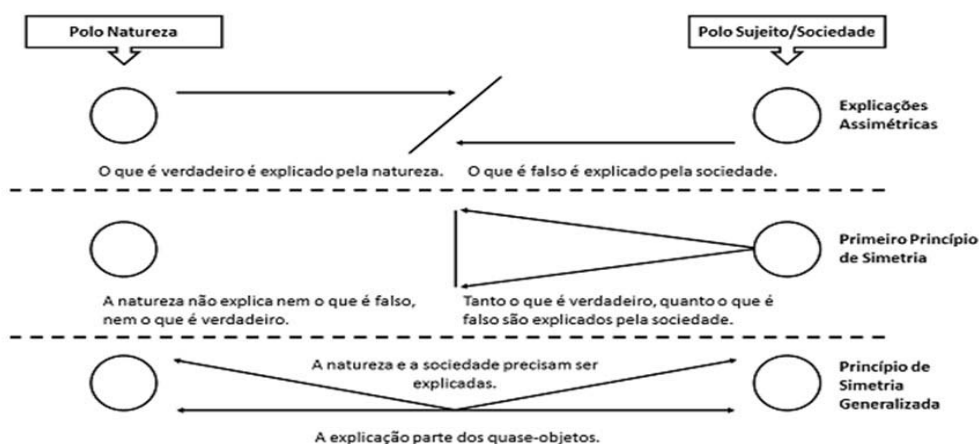 Polo Natureza
Polo Sujeito/Sociedade
Explicações
Assimétricas
O que é verdadeiro é explicado pela natureza.
O que é falso é explicado pela sociedade.
Primeiro Princípio
de Simetria
A natureza não explica nem o que é falso,
nem o que é verdadeiro.
Tanto o que é verdadeiro, quanto o que é
falso são explicados pela sociedade.
A natureza e a sociedade precisam ser
explicadas.
Princípio de
Simetria
Generalizada
A explicação parte dos quase-objetos.